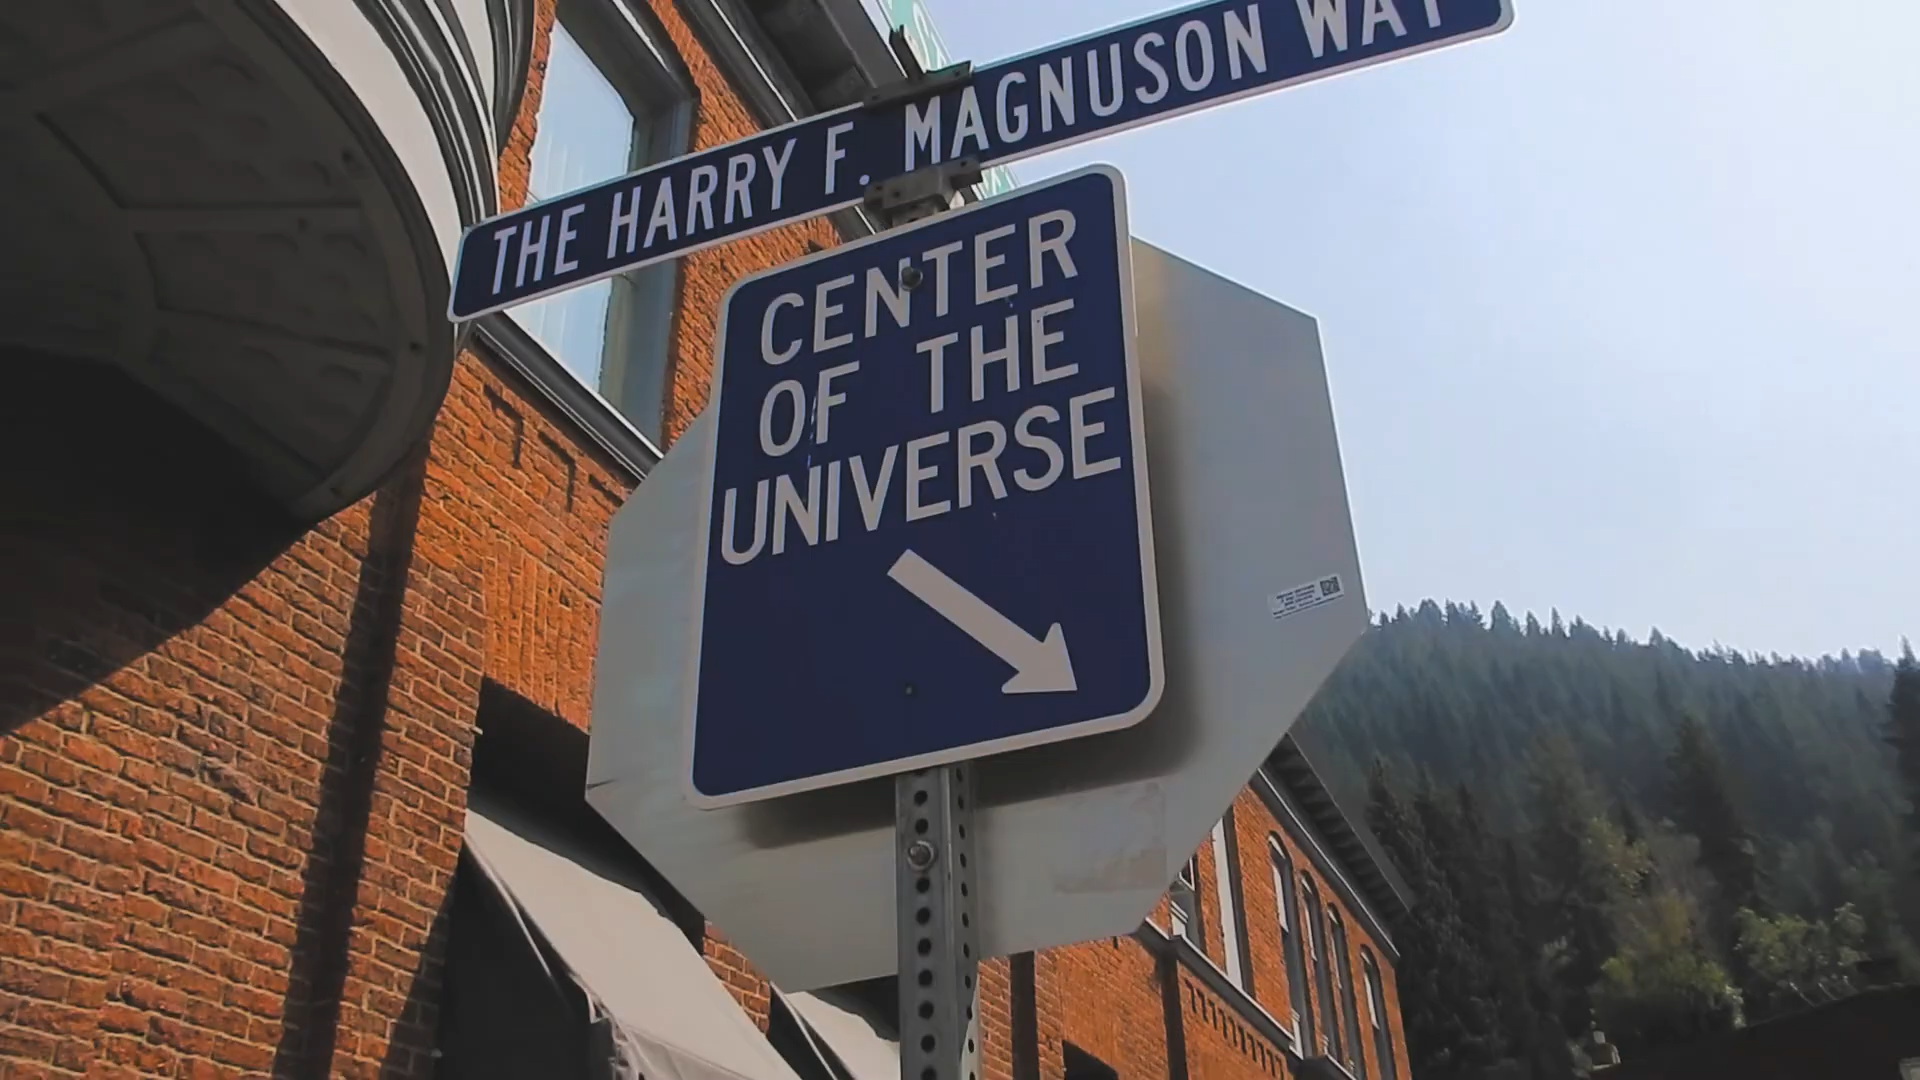 THE HARRY F. MAGNUSON WAY
CENTER
OF THE
UNIVERSE